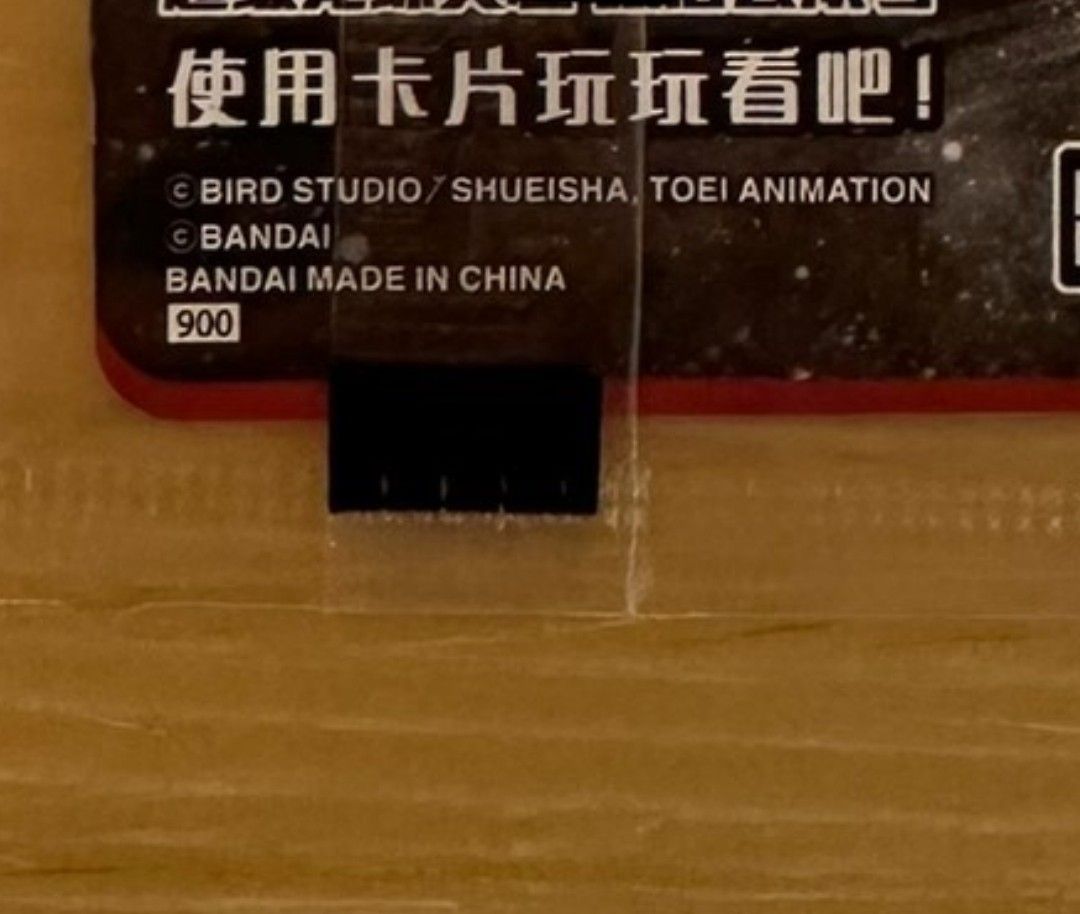 使用卡片玩玩看吧!
©BIRD STUDIO/SHUEISHA, TOEI ANIMATION
©BANDAI
BANDAI MADE IN CHINA
900